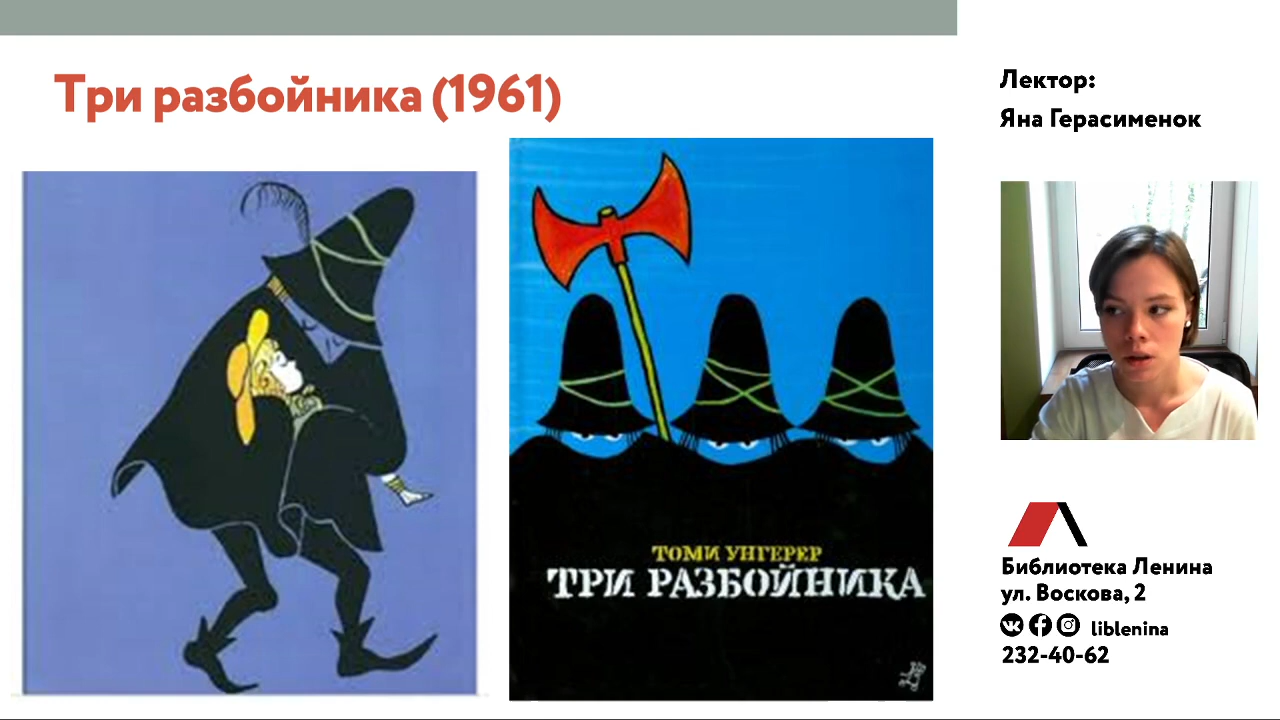 Три разбойника (1961)
ТОМИ УНГЕРЕР
ТРИ РАЗБОЙНИКА
Лектор:
Яна Герасименок
Библиотека Ленина
ул. Воскова, 2
liblenina
232-40-62